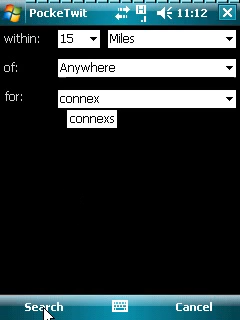 PockeTwit 11:12
within: 15 Miles
of: Anywhere
for: connex
connexs
Search Cancel